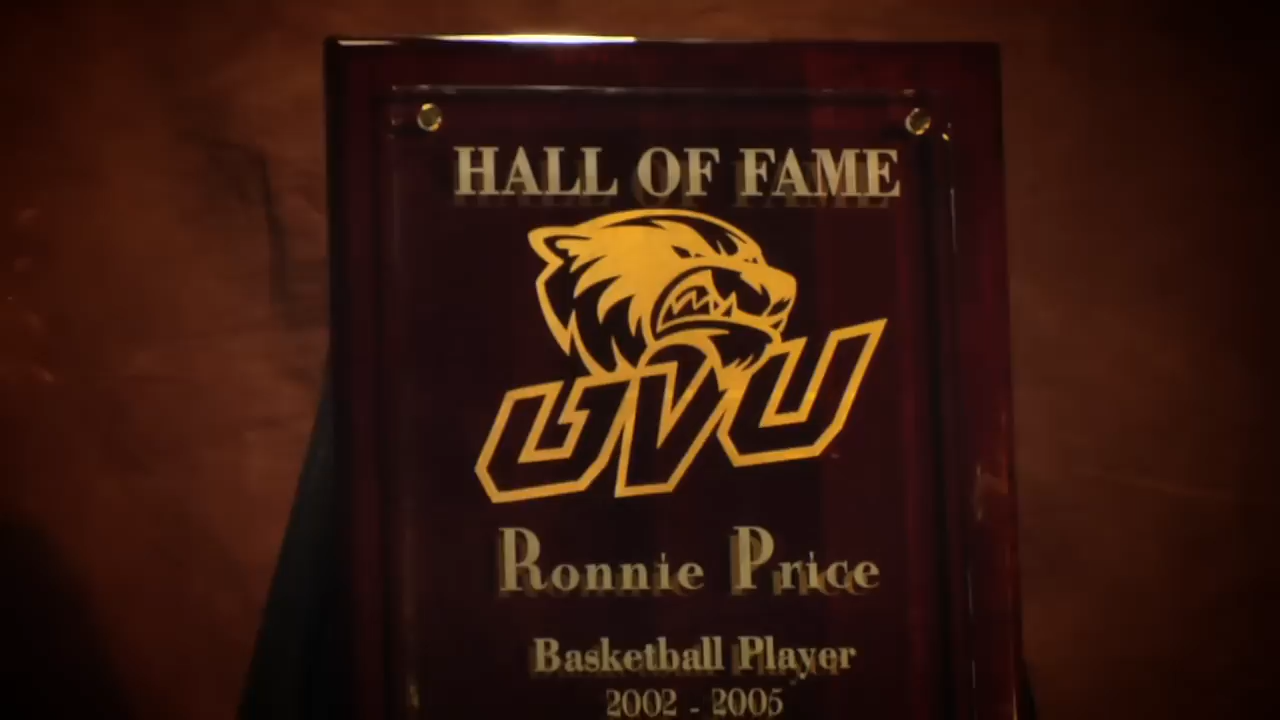 HALL OF FAME
UVU
Ronnie Price
Basketball Player
2002 - 2005